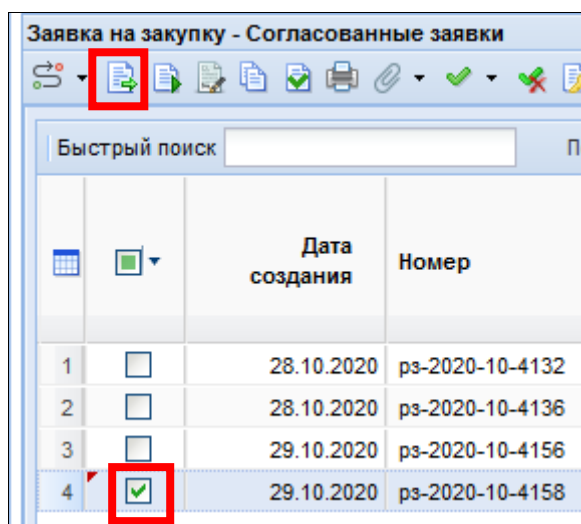 Заявка на закупку - Согласованные заявки
Быстрый поиск П
Дата
создания
Номер
1 28.10.2020 рз-2020-10-4132
2 28.10.2020 рз-2020-10-4136
3 29.10.2020 рз-2020-10-4156
4 29.10.2020 рз-2020-10-4158